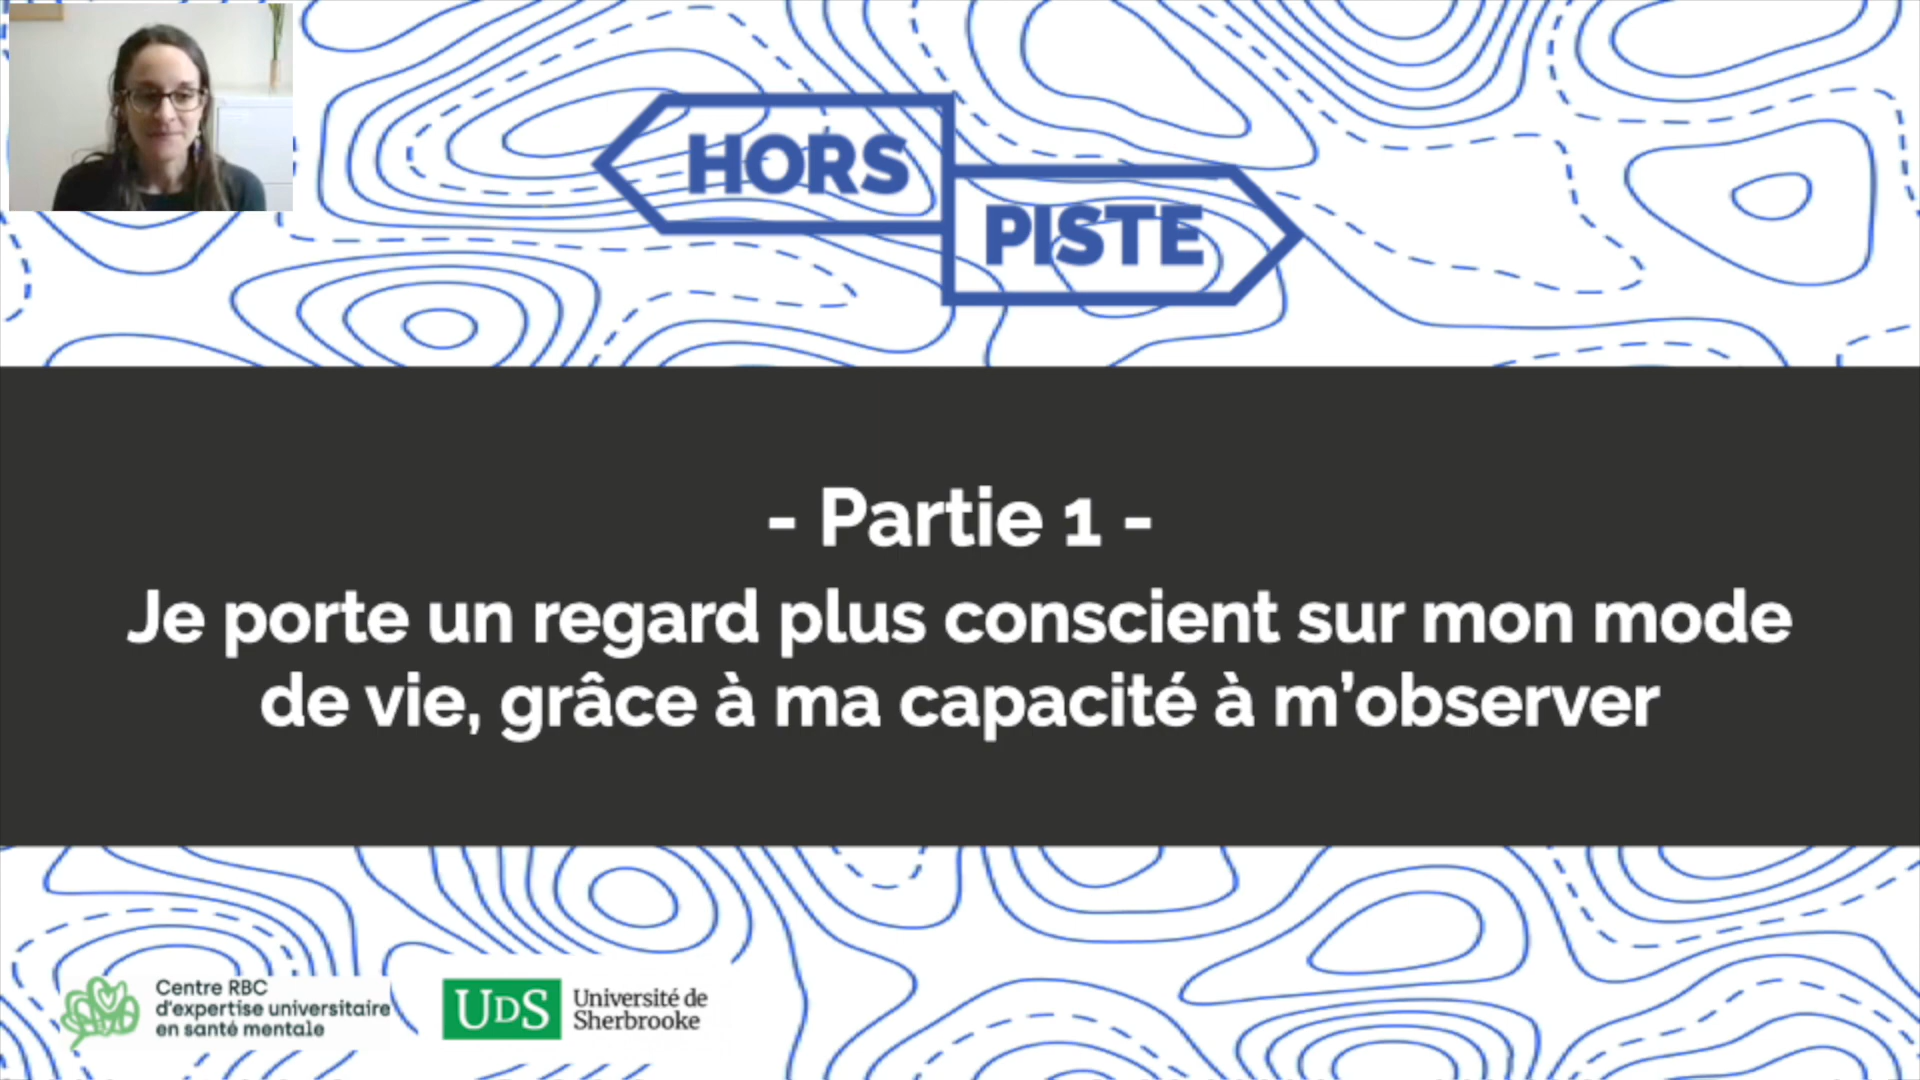 HORS
PISTE
- Partie 1 -
Je porte un regard plus conscient sur mon mode
de vie, grâce à ma capacité à m’observer
Centre RBC
d'expertise universitaire
en santé mentale
UDS
Université de
Sherbrooke